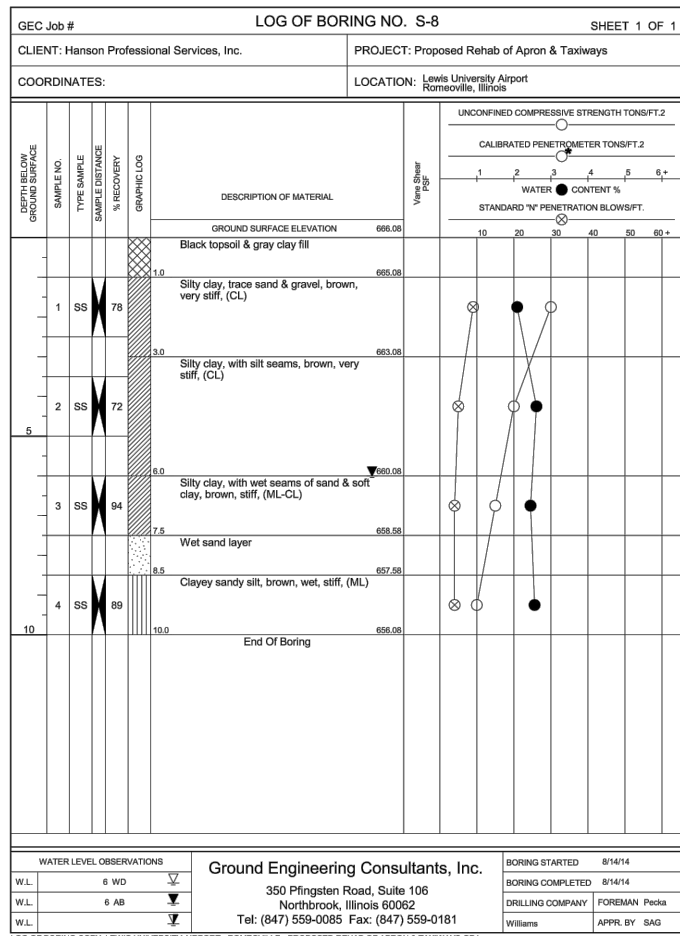 GEC Job # LOG OF BORING NO. S-8 SHEET 1 OF 1
CLIENT: Hanson Professional Services, Inc. PROJECT: Proposed Rehab of Apron & Taxiways
COORDINATES: LOCATION: Lewis University Airport
Romeoville, Illinois
DEPTH BELOW
GROUND SURFACE
SAMPLE NO.
TYPE SAMPLE
SAMPLE DISTANCE
% RECOVERY
GRAPHIC LOG
DESCRIPTION OF MATERIAL
GROUND SURFACE ELEVATION 666.08
Vane Shear
PSF
UNCONFINED COMPRESSIVE STRENGTH TONS/FT.2
CALIBRATED PENETROMETER TONS/FT.2
*
1 2 3 4 5 6+
WATER CONTENT %
STANDARD "N" PENETRATION BLOWS/FT.
10 20 30 40 50 60+
Black topsoil & gray clay fill
1.0 665.08
Silty clay, trace sand & gravel, brown,
very stiff, (CL)
1 SS 78
3.0 663.08
Silty clay, with silt seams, brown, very
stiff, (CL)
2 SS 72
5
6.0 660.08
Silty clay, with wet seams of sand & soft
clay, brown, stiff, (ML-CL)
3 SS 94
7.5 658.58
Wet sand layer
8.5 657.58
Clayey sandy silt, brown, wet, stiff, (ML)
4 SS 89
10 10.0 656.08
End Of Boring
WATER LEVEL OBSERVATIONS
W.L. 6 WD
W.L. 6 AB
W.L.
Ground Engineering Consultants, Inc.
350 Pfingsten Road, Suite 106
Northbrook, Illinois 60062
Tel: (847) 559-0085 Fax: (847) 559-0181
BORING STARTED 8/14/14
BORING COMPLETED 8/14/14
DRILLING COMPANY FOREMAN Pecka
Williams APPR. BY SAG